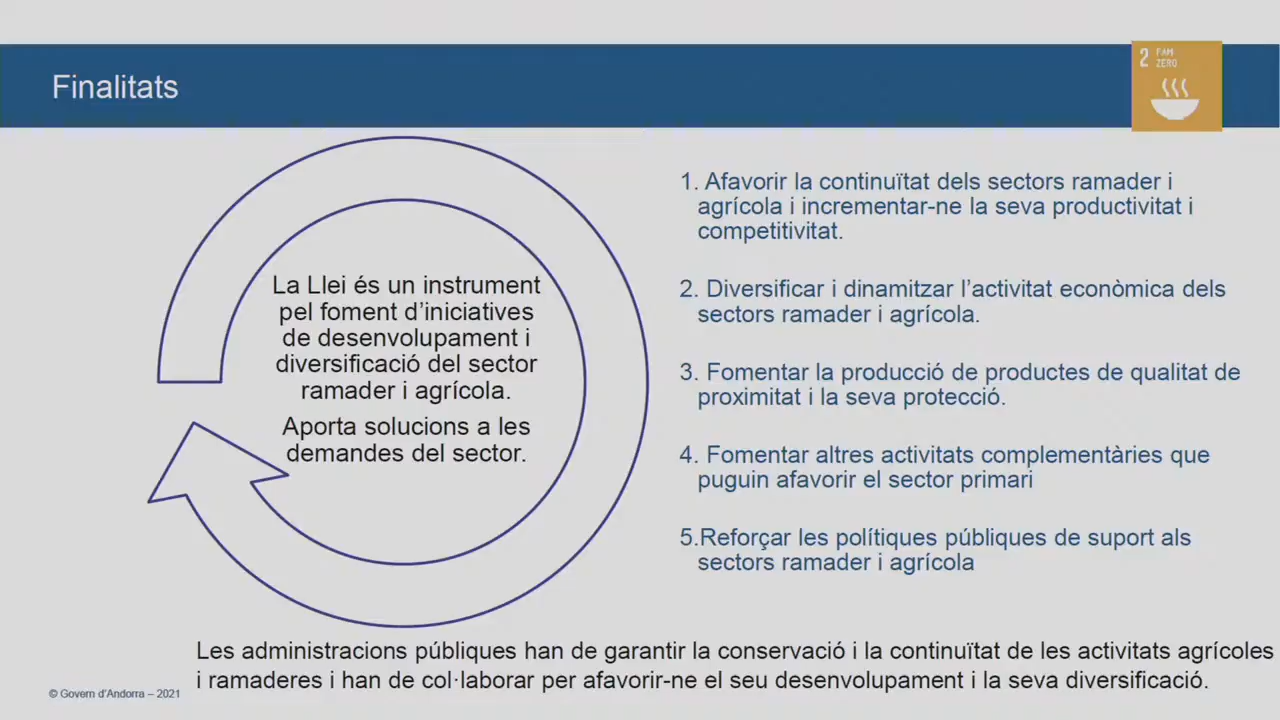 Finalitats
2 FAM
ZERO
La Llei és un instrument
pel foment d’iniciatives
de desenvolupament i
diversificació del sector
ramader i agrícola.
Aporta solucions a les
demandes del sector.
1. Afavorir la continuïtat dels sectors ramader i
agrícola i incrementar-ne la seva productivitat i
competitivitat.
2. Diversificar i dinamitzar l’activitat econòmica dels
sectors ramader i agrícola.
3. Fomentar la producció de productes de qualitat de
proximitat i la seva protecció.
4. Fomentar altres activitats complementàries que
puguin afavorir el sector primari
5.Reforçar les polítiques públiques de suport als
sectors ramader i agrícola
Les administracions públiques han de garantir la conservació i la continuïtat de les activitats agrícoles
i ramaderes i han de col·laborar per afavorir-ne el seu desenvolupament i la seva diversificació.
© Govern d’Andorra – 2021